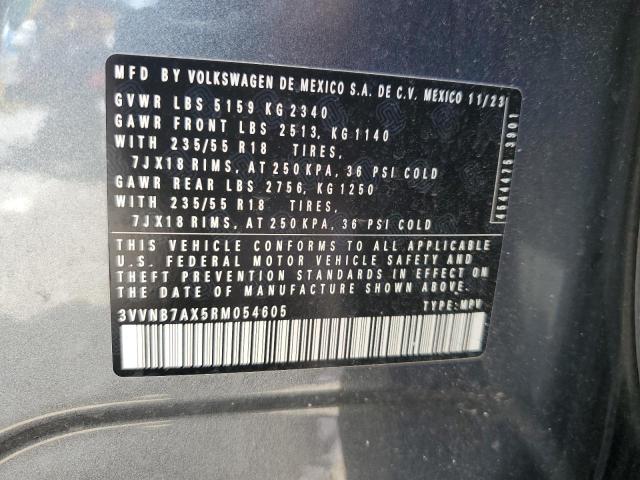 MFD BY VOLKSWAGEN DE MEXICO S.A. DE C.V. MEXICO 11/23
GVWR LBS 5159 KG 2340
GAWR FRONT LBS 2513, KG 1140
WITH 235/55 R18 TIRES,
7JX18 RIMS, AT 250 KPA, 36 PSI COLD
GAWR REAR LBS 2756, KG 1250
WITH 235/55 R18 TIRES,
7JX18 RIMS, AT 250 KPA, 36 PSI COLD
THIS VEHICLE CONFORMS TO ALL APPLICABLE
U.S. FEDERAL MOTOR VEHICLE SAFETY AND
THEFT PREVENTION STANDARDS IN EFFECT ON
THE DATE OF MANUFACTURE SHOWN ABOVE.
3VVNB7AX5RM054605 TYPE: MPV